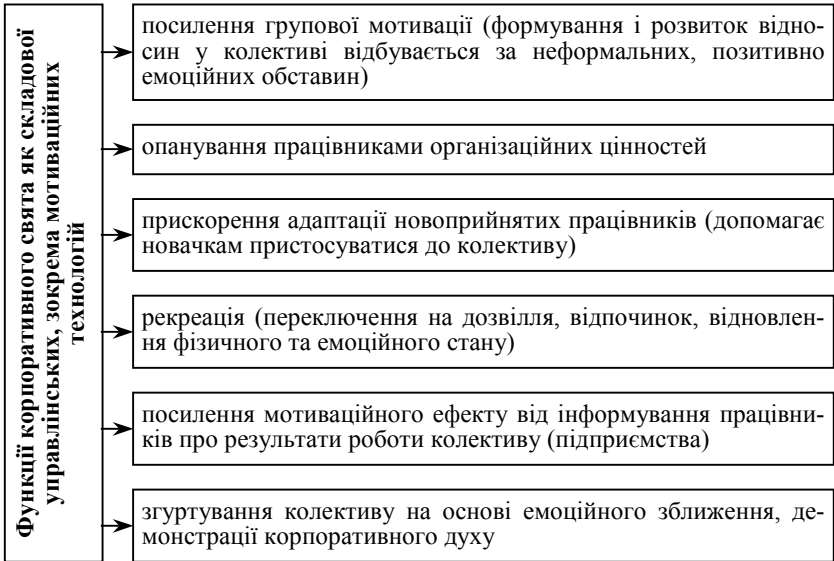 Функції корпоративного свята як складової
управлінських, зокрема мотиваційних
технологій
посилення групової мотивації (формування і розвиток відно-
син у колективі відбувається за неформальних, позитивно
емоційних обставин)
опанування працівниками організаційних цінностей
прискорення адаптації новоприйнятих працівників (допомагає
новачкам пристосуватися до колективу)
рекреація (переключення на дозвілля, відпочинок, відновлен-
ня фізичного та емоційного стану)
посилення мотиваційного ефекту від інформування працівни-
ків про результати роботи колективу (підприємства)
згуртування колективу на основі емоційного зближення, де-
монстрації корпоративного духу